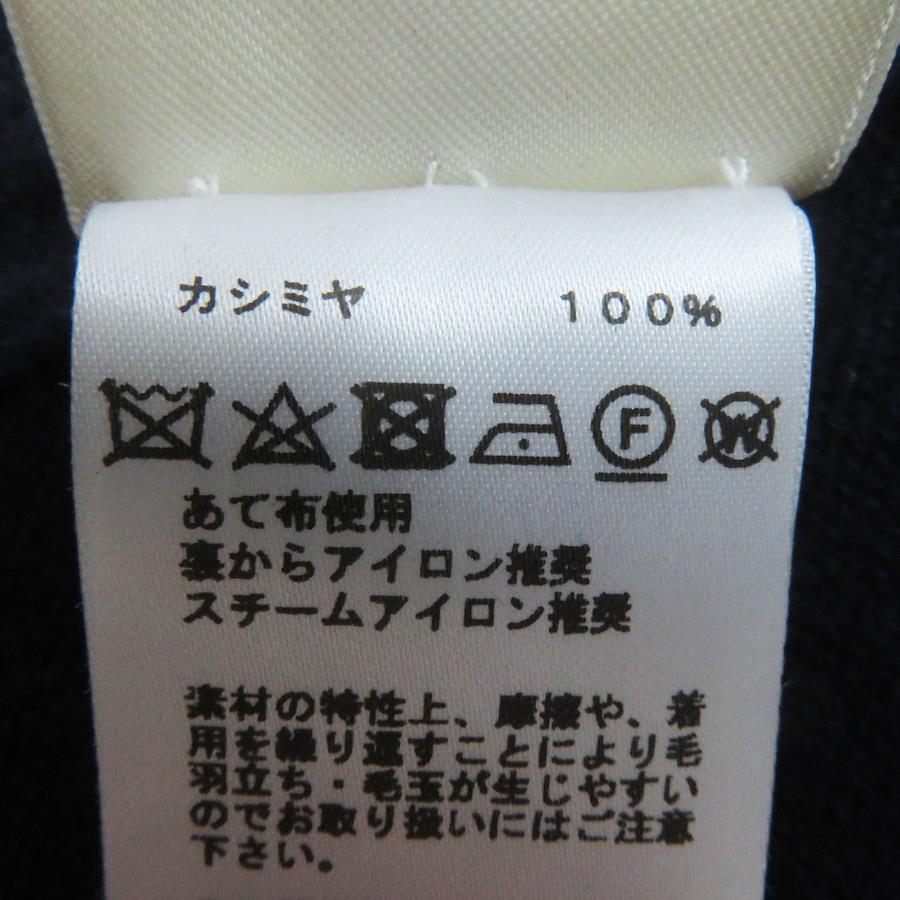 カシミヤ １００％
F W
あて布使用
裏からアイロン推奨
スチームアイロン推奨
素材の特性上、摩擦や、着
用を繰り返すことにより毛
羽立ち・毛玉が生じやすい
のでお取り扱いにはご注意
下さい。